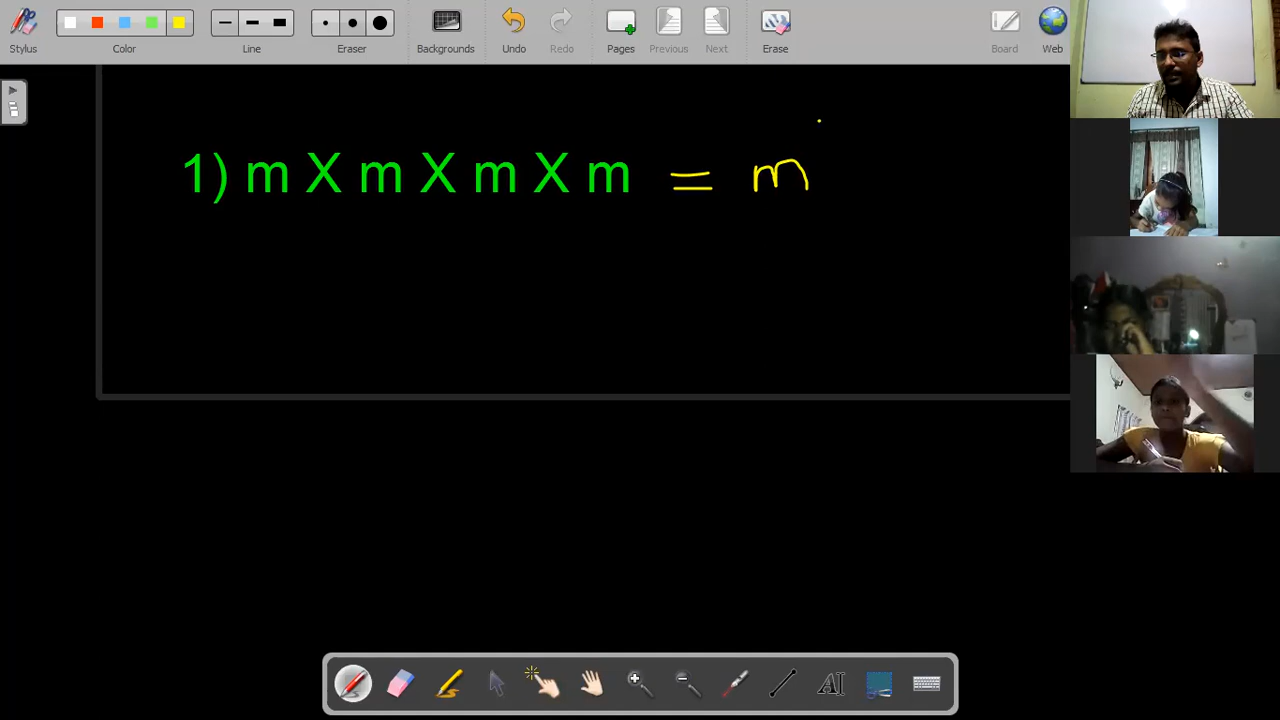 Stylus Color Line Eraser Backgrounds Undo Redo Pages Previous Next Erase Board Web
1) m X m X m X m = m